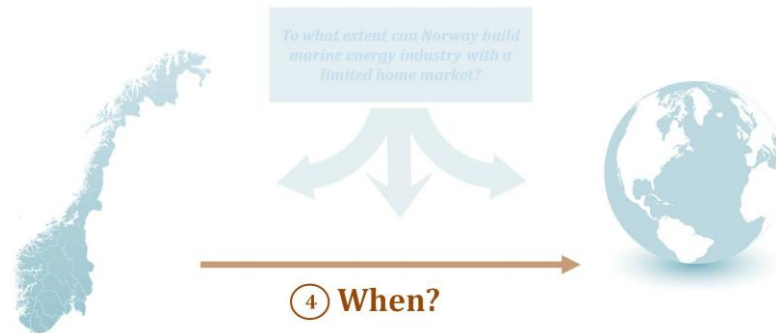 To what extent can Norway build
marine energy industry with a
limited home market?
4 When?